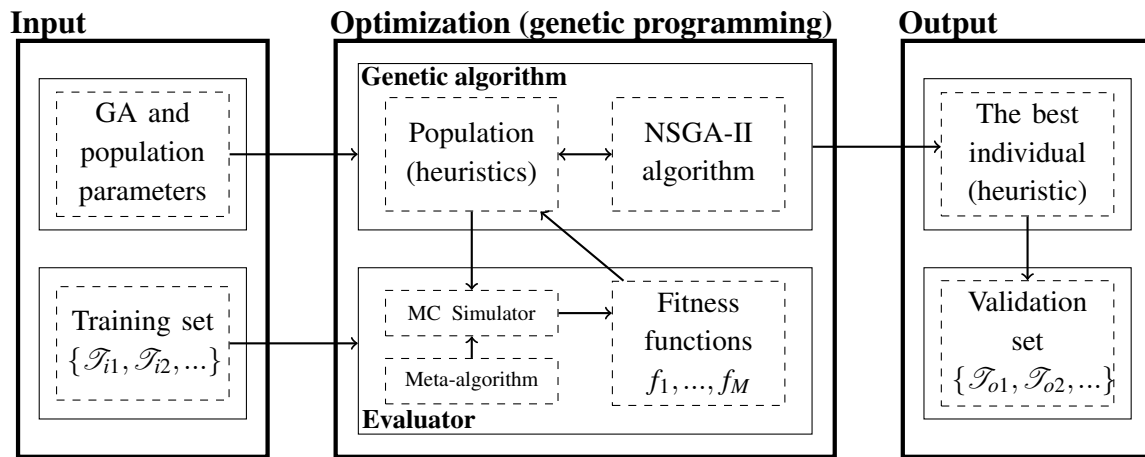 Input
Optimization (genetic programming)
Output
GA and
population
parameters
Training set
{𝒯i1, 𝒯i2, ...}
Genetic algorithm
Population
(heuristics)
NSGA-II
algorithm
MC Simulator
Meta-algorithm
Fitness
functions
f1, ..., fM
Evaluator
The best
individual
(heuristic)
Validation
set
{𝒯o1, 𝒯o2, ...}